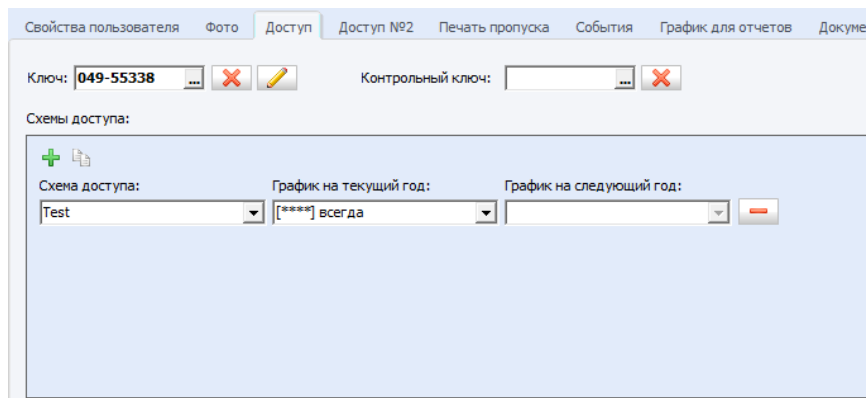 Свойства пользователя Фото Доступ Доступ №2 Печать пропуска События График для отчетов Докуме
Ключ: 049-55338 ... Контрольный ключ: ...
Схемы доступа:
Схема доступа: График на текущий год: График на следующий год:
Test [****] всегда